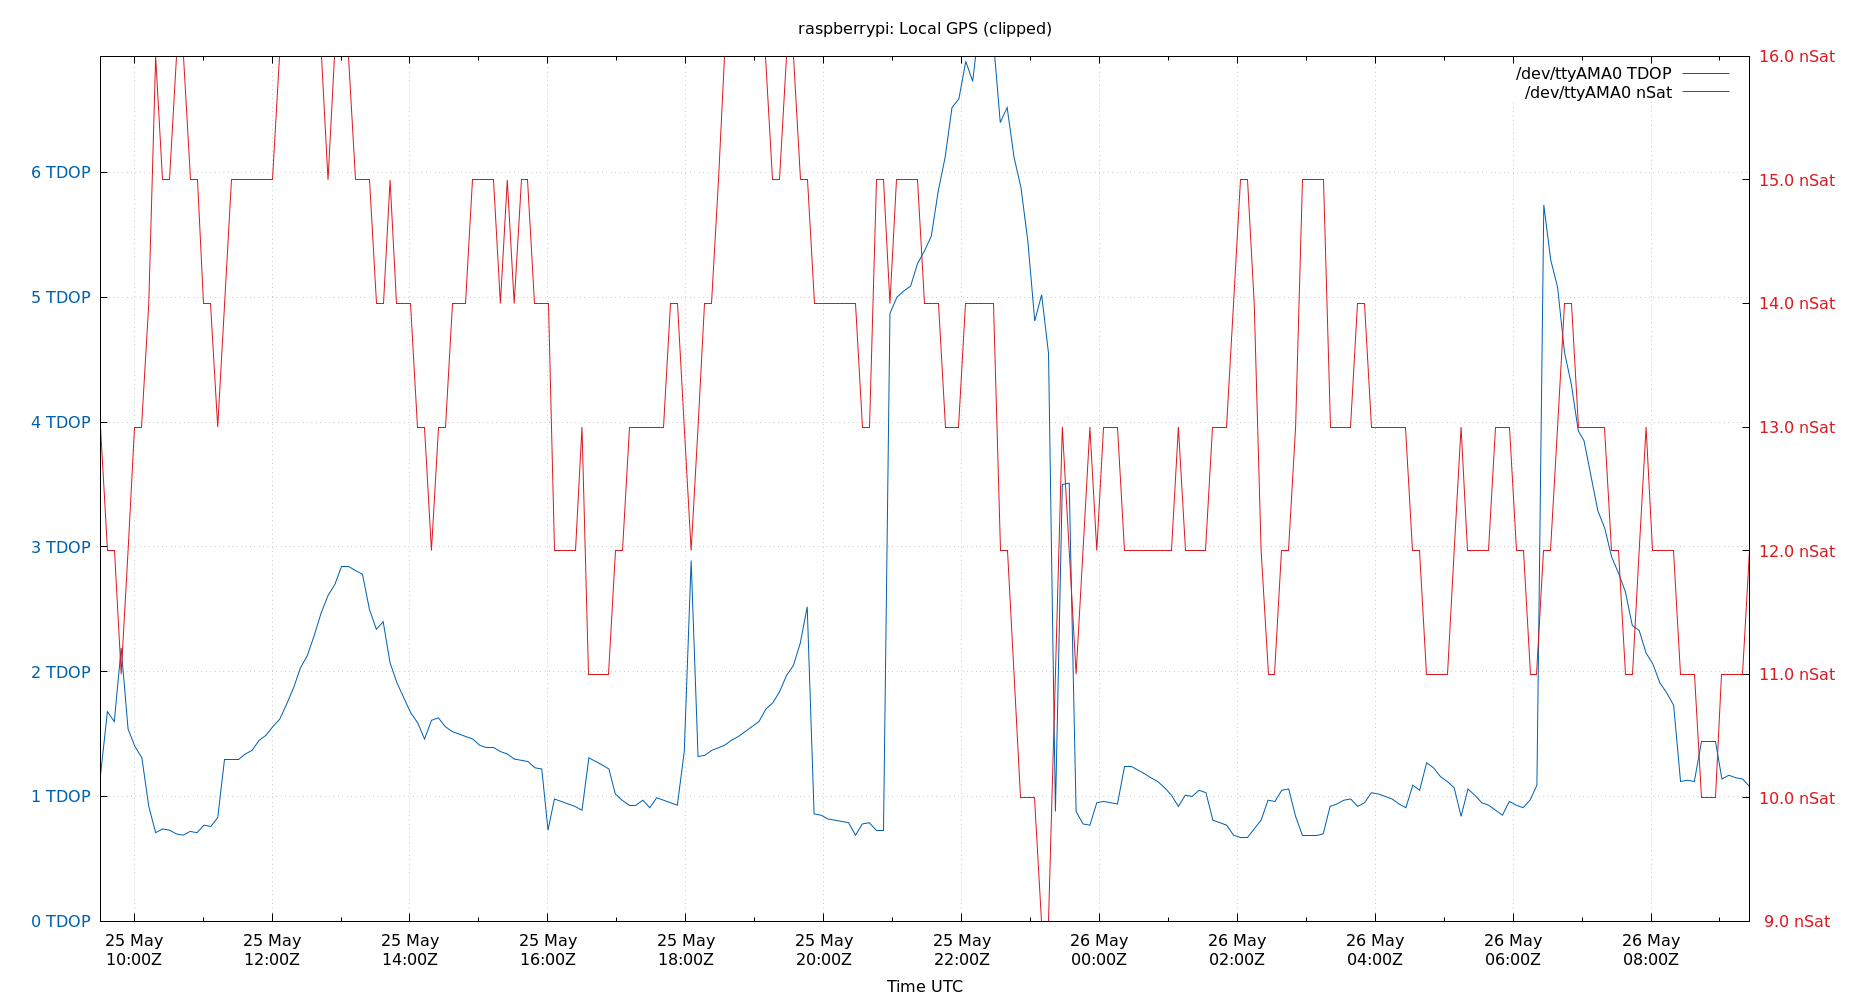 raspberrypi: Local GPS (clipped)
/dev/ttyAMA0 TDOP
/dev/ttyAMA0 nSat
6 TDOP
5 TDOP
4 TDOP
3 TDOP
2 TDOP
1 TDOP
0 TDOP
16.0 nSat
15.0 nSat
14.0 nSat
13.0 nSat
12.0 nSat
11.0 nSat
10.0 nSat
9.0 nSat
25 May
10:00Z
25 May
12:00Z
25 May
14:00Z
25 May
16:00Z
25 May
18:00Z
25 May
20:00Z
25 May
22:00Z
26 May
00:00Z
26 May
02:00Z
26 May
04:00Z
26 May
06:00Z
26 May
08:00Z
Time UTC